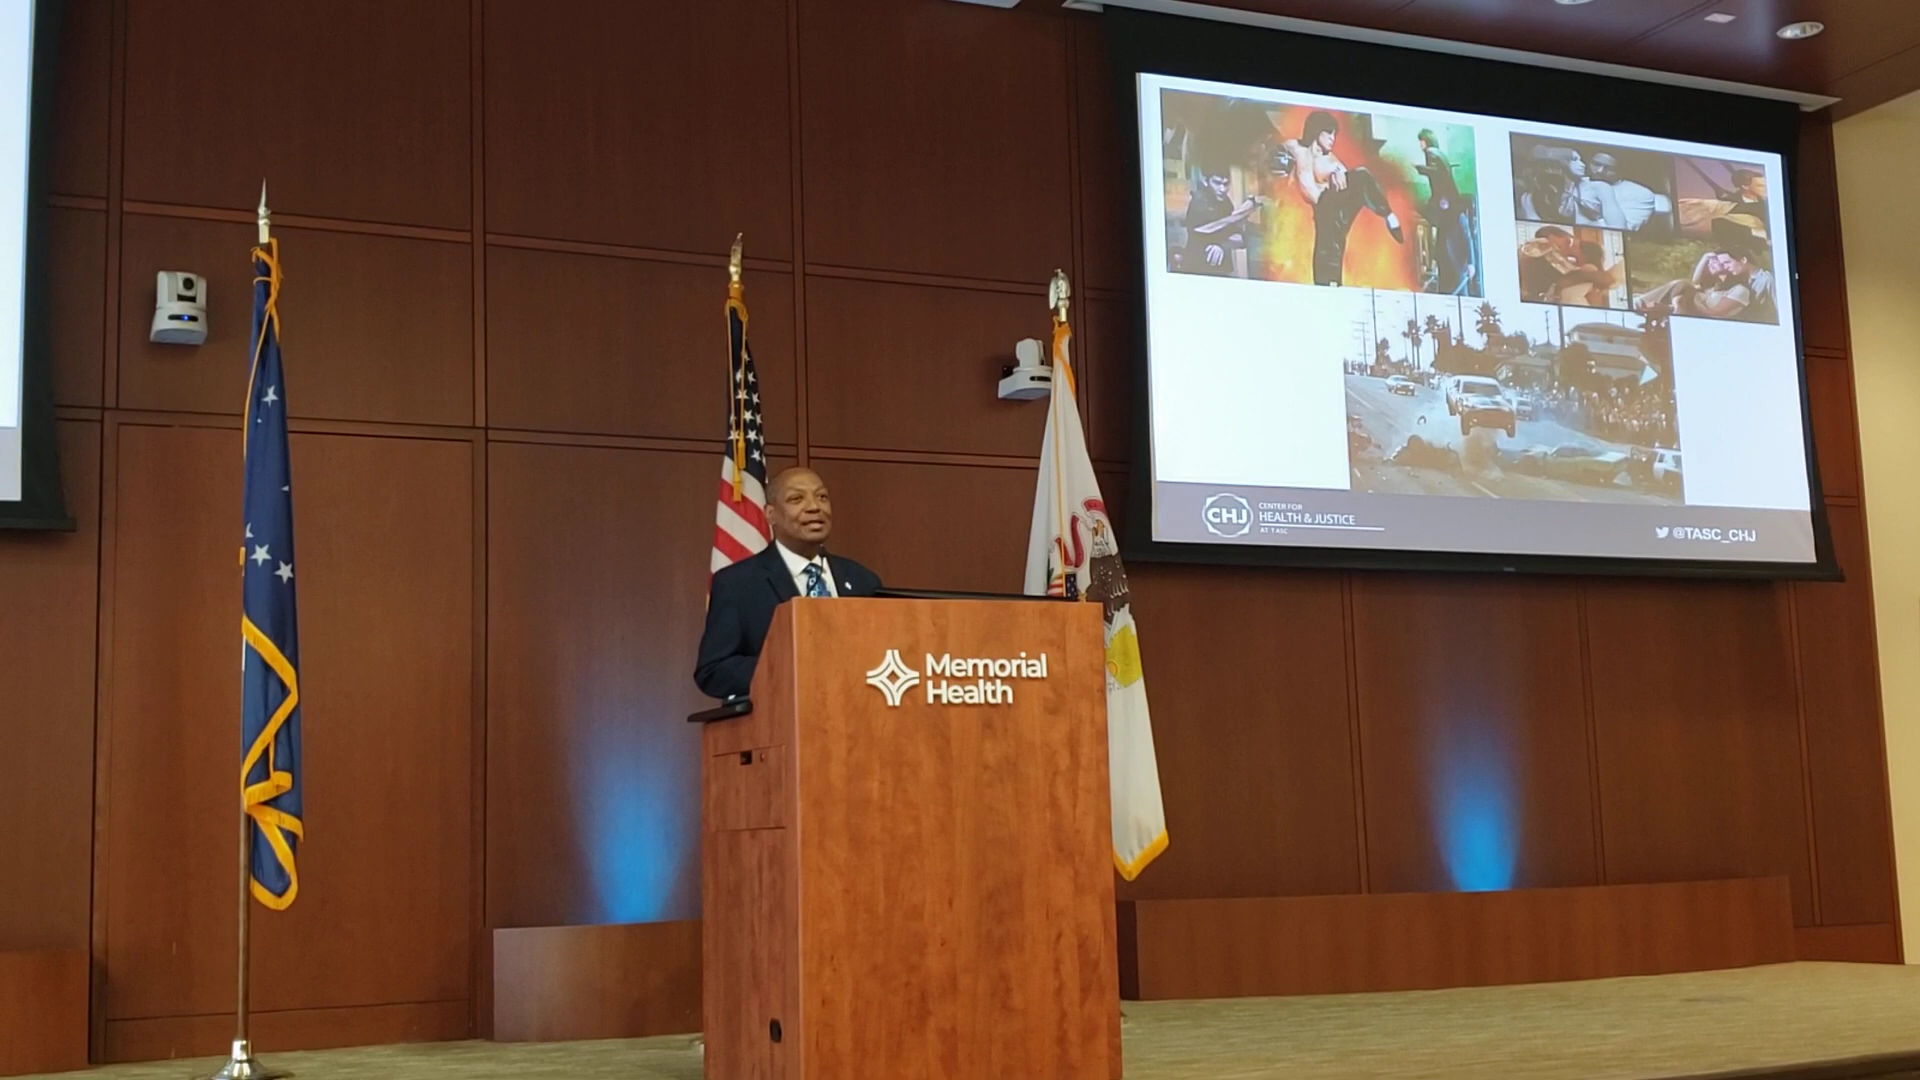 CHJ
CENTER FOR
HEALTH & JUSTICE
AT TASC
@TASC_CHJ
Memorial
Health